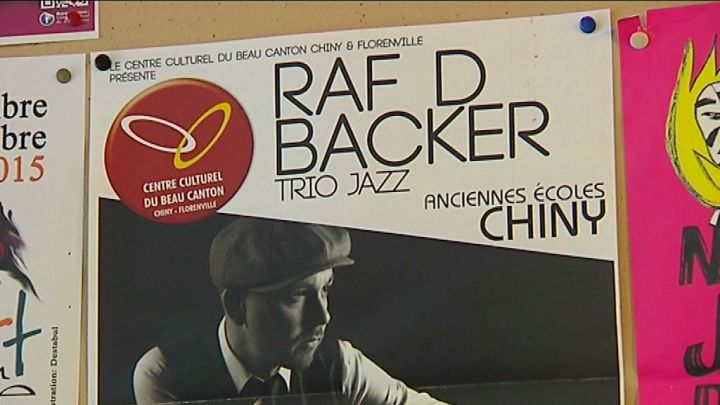 LE CENTRE CULTUREL DU BEAU CANTON CHINY & FLORENVILLE
PRÉSENTE
RAF D
BACKER
TRIO JAZZ
ANCIENNES ÉCOLES
CHINY
CENTRE CULTUREL
DU BEAU CANTON
CHINY - FLORENVILLE
bre
bre
2015